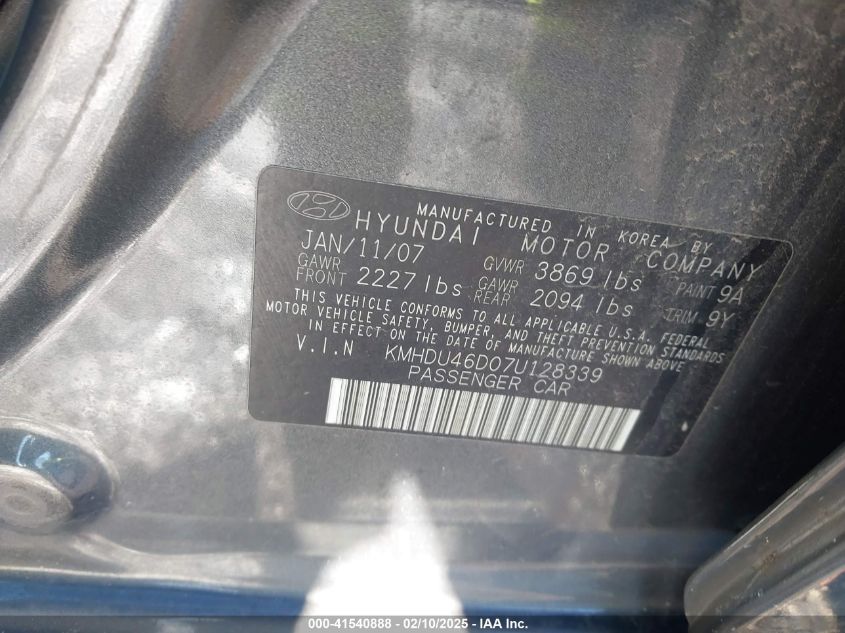 MANUFACTURED IN KOREA BY
HYUNDAI MOTOR COMPANY
JAN/11/07 GVWR 3869 lbs PAINT 9A
GAWR FRONT 2227 lbs GAWR REAR 2094 lbs TRIM 9Y
THIS VEHICLE CONFORMS TO ALL APPLICABLE U.S.A. FEDERAL
MOTOR VEHICLE SAFETY, BUMPER, AND THEFT PREVENTION STANDARDS
IN EFFECT ON THE DATE OF MANUFACTURE SHOWN ABOVE
V.I.N KMHDU46D07U128339
PASSENGER CAR
000-41540888 - 02/10/2025 - IAA Inc.